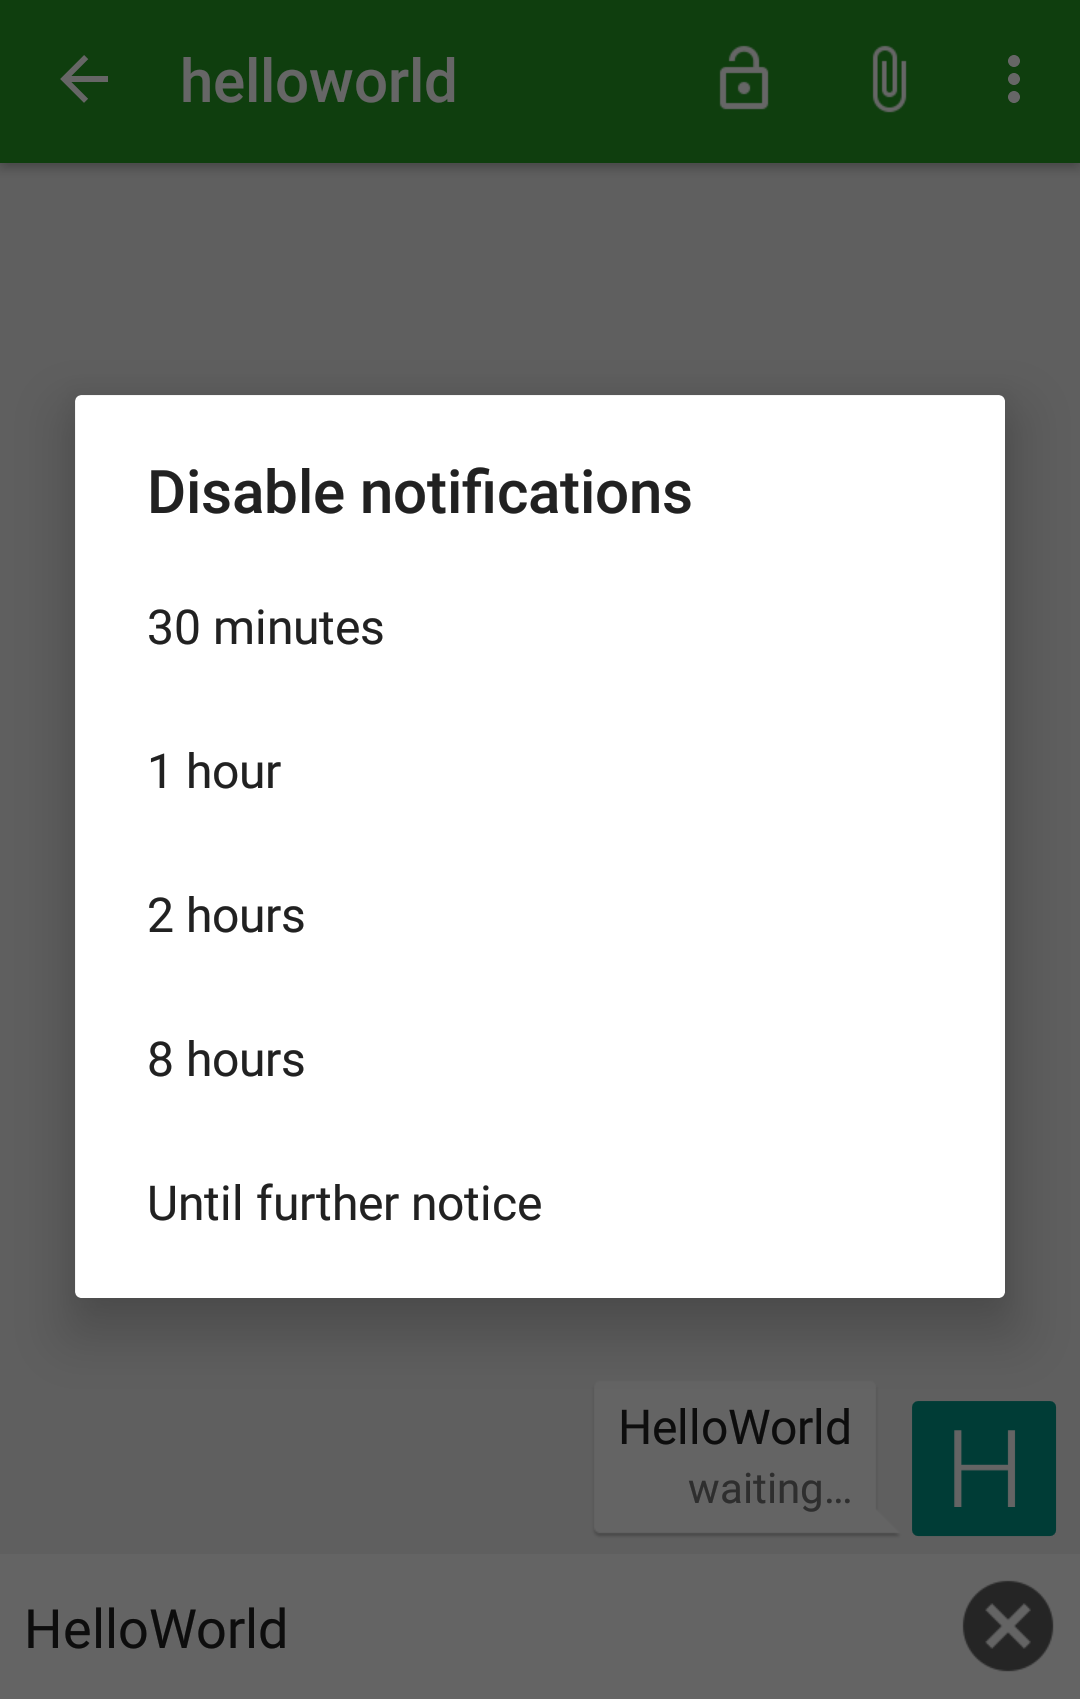 helloworld
Disable notifications
30 minutes
1 hour
2 hours
8 hours
Until further notice
HelloWorld
waiting…
H
HelloWorld